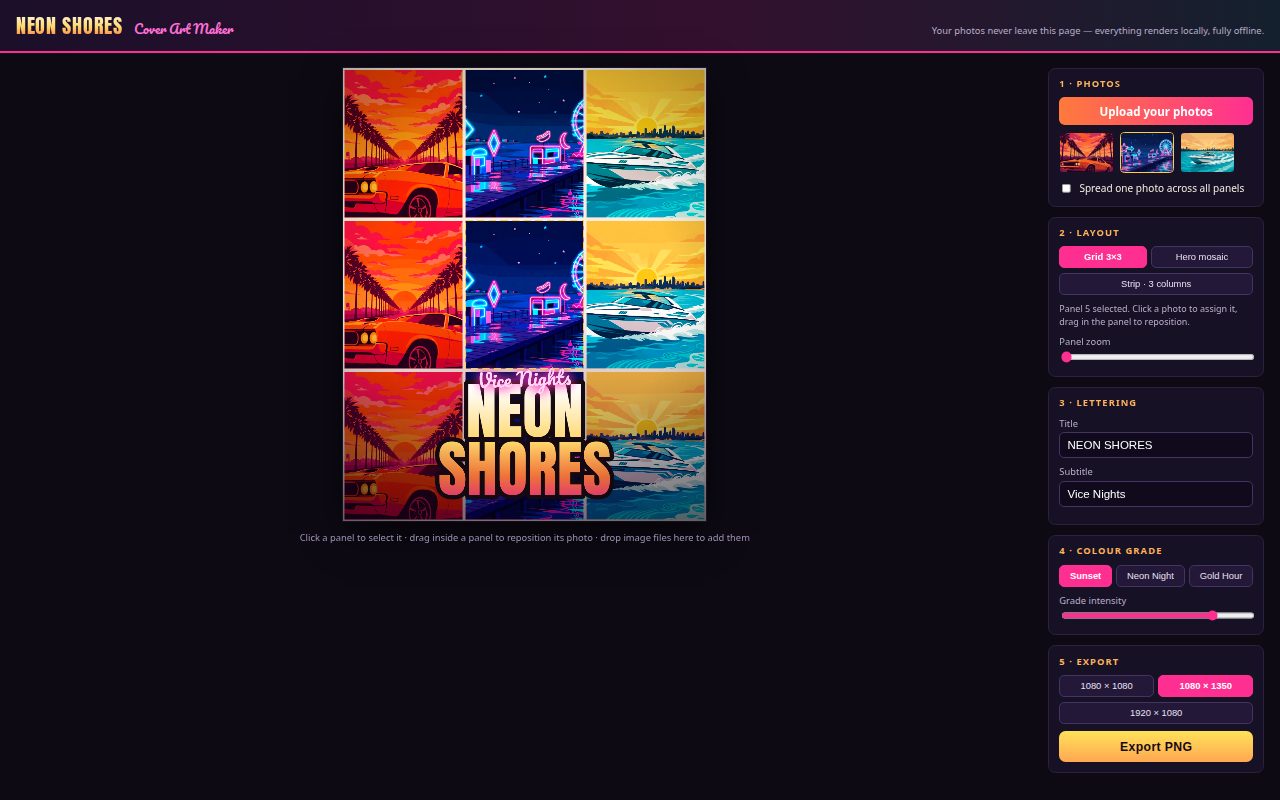 NEON SHORES Cover Art Maker
Your photos never leave this page — everything renders locally, fully offline.
Vice Nights
NEON
SHORES
Click a panel to select it · drag inside a panel to reposition its photo · drop image files here to add them
1 · PHOTOS
Upload your photos
Spread one photo across all panels
2 · LAYOUT
Grid 3×3
Hero mosaic
Strip · 3 columns
Panel 5 selected. Click a photo to assign it,
drag in the panel to reposition.
Panel zoom
3 · LETTERING
Title
NEON SHORES
Subtitle
Vice Nights
4 · COLOUR GRADE
Sunset
Neon Night
Gold Hour
Grade intensity
5 · EXPORT
1080 × 1080
1080 × 1350
1920 × 1080
Export PNG